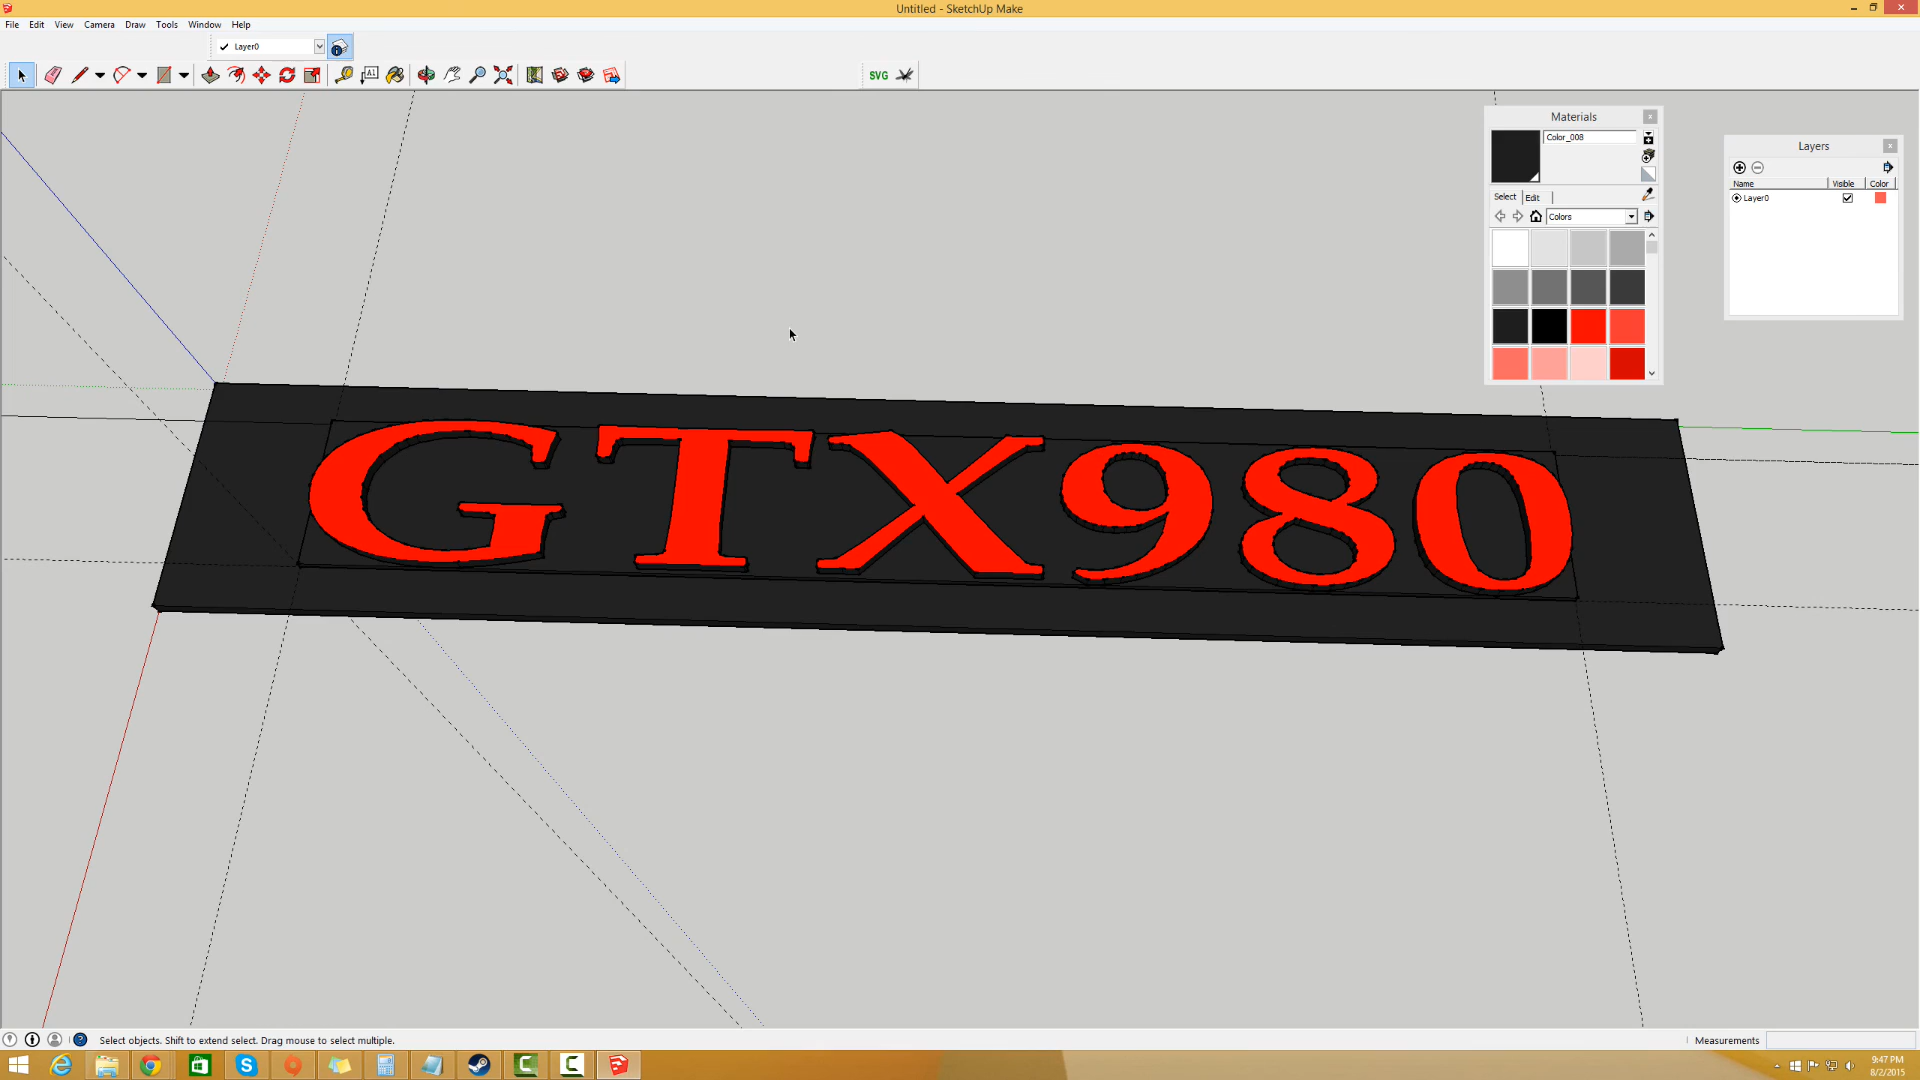 Untitled - SketchUp Make
File Edit View Camera Draw Tools Window Help
Layer0
A1
SVG
Materials
Color_008
Select Edit
Colors
Layers
Name Visible Color
Layer0
GTX980
Select objects. Shift to extend select. Drag mouse to select multiple.
Measurements
9:47 PM
8/2/2015